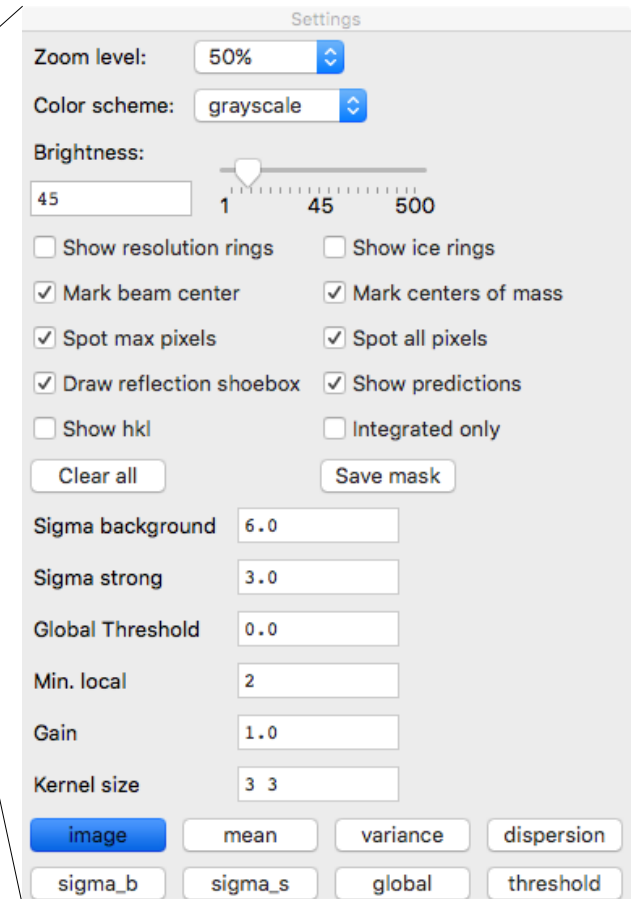 Settings
Zoom level: 50%
Color scheme: grayscale
Brightness:
45
1 45 500
Show resolution rings Show ice rings
Mark beam center Mark centers of mass
Spot max pixels Spot all pixels
Draw reflection shoebox Show predictions
Show hkl Integrated only
Clear all Save mask
Sigma background 6.0
Sigma strong 3.0
Global Threshold 0.0
Min. local 2
Gain 1.0
Kernel size 3 3
image mean variance dispersion
sigma_b sigma_s global threshold